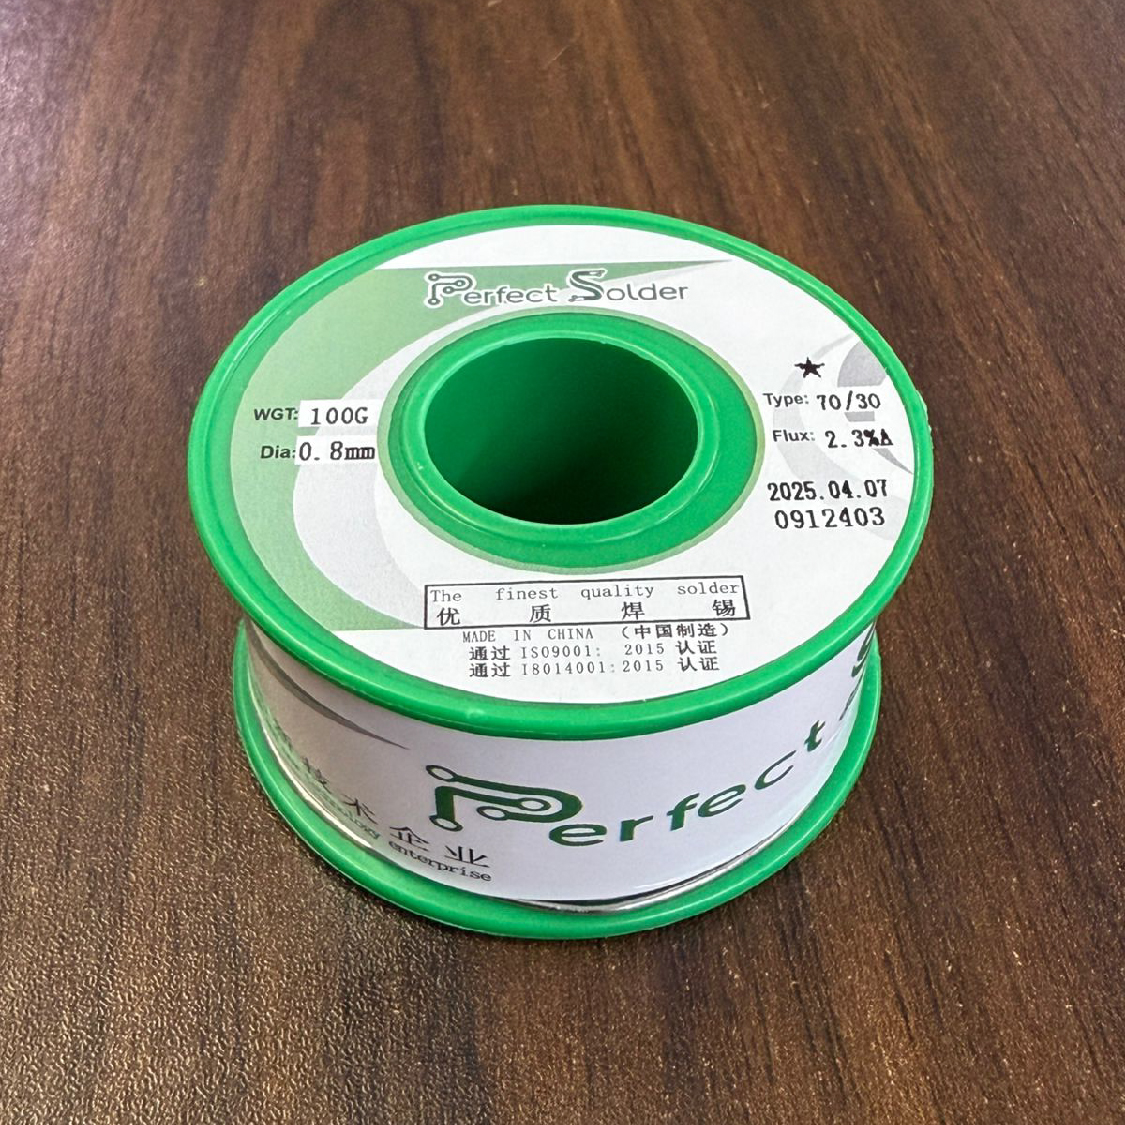 Perfect Solder
WGT: 100G
Dia: 0.8mm
★
Type: 70/30
Flux: 2.3%A
2025.04.07
0912403
The finest quality solder
优质焊锡
MADE IN CHINA （中国制造）
通过 ISO9001: 2015 认证
通过 I8014001:2015 认证
Perfect
技术企业
enterprise